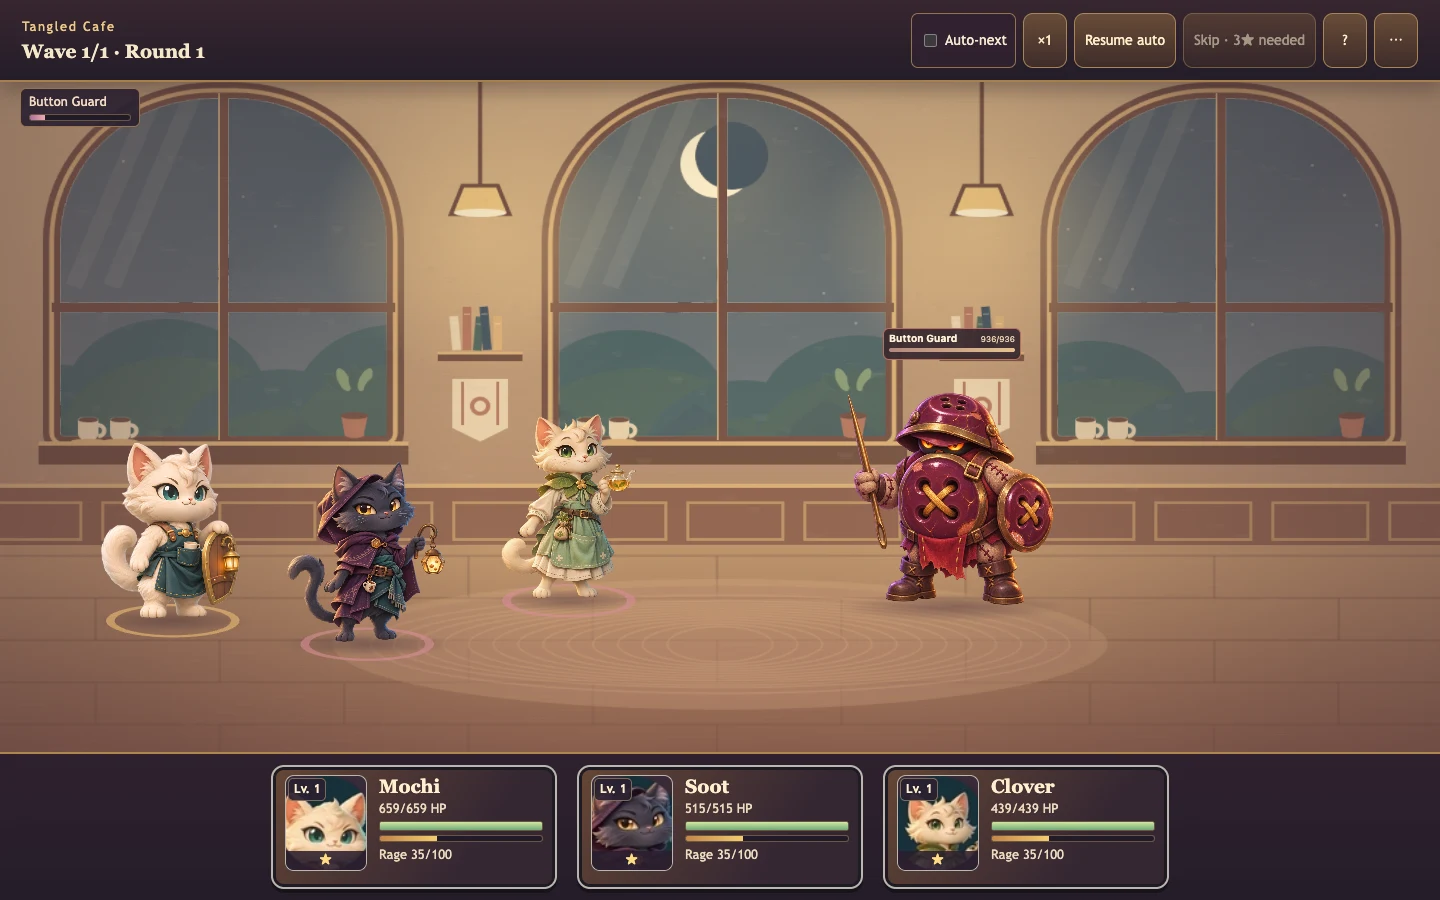 Tangled Cafe
Wave 1/1 · Round 1
Auto-next
×1
Resume auto
Skip · 3★ needed
?
···
Button Guard
Button Guard 936/936
Lv. 1
Mochi
659/659 HP
Rage 35/100
Lv. 1
Soot
515/515 HP
Rage 35/100
Lv. 1
Clover
439/439 HP
Rage 35/100